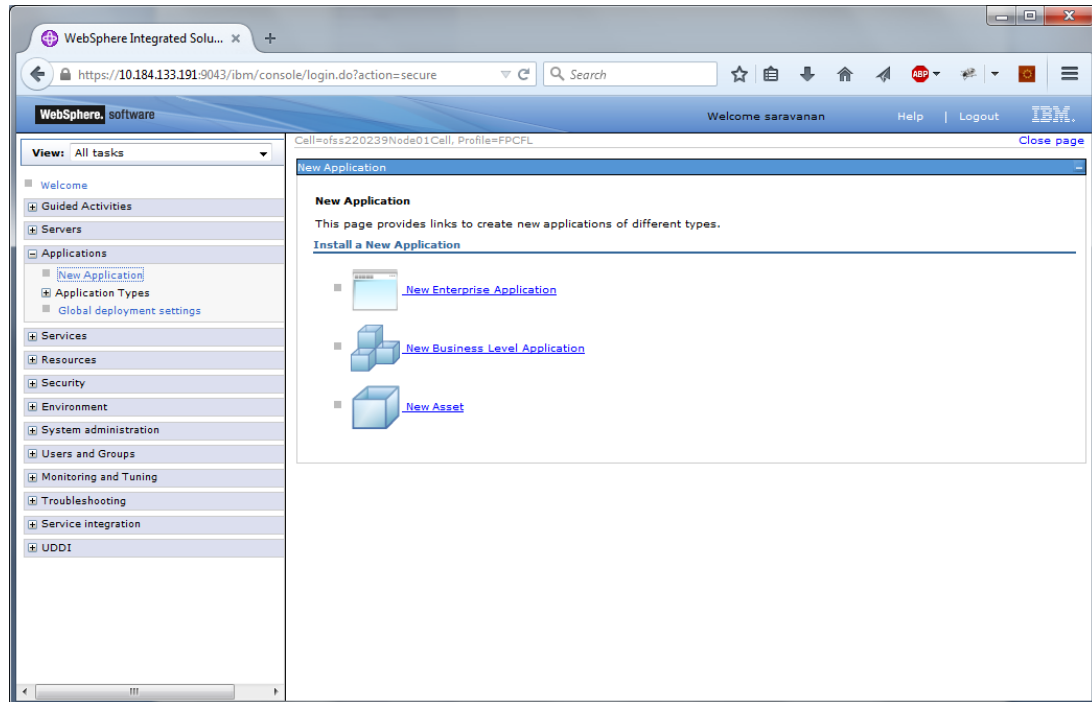 WebSphere Integrated Solu... × +
https://10.184.133.191:9043/ibm/console/login.do?action=secure Search ABP
WebSphere. software Welcome saravanan Help | Logout IBM.
View: All tasks
Cell=ofss220239Node01Cell, Profile=FPCFL Close page
New Application
Welcome
Guided Activities
Servers
Applications
New Application
Application Types
Global deployment settings
Services
Resources
Security
Environment
System administration
Users and Groups
Monitoring and Tuning
Troubleshooting
Service integration
UDDI
New Application
This page provides links to create new applications of different types.
Install a New Application
New Enterprise Application
New Business Level Application
New Asset